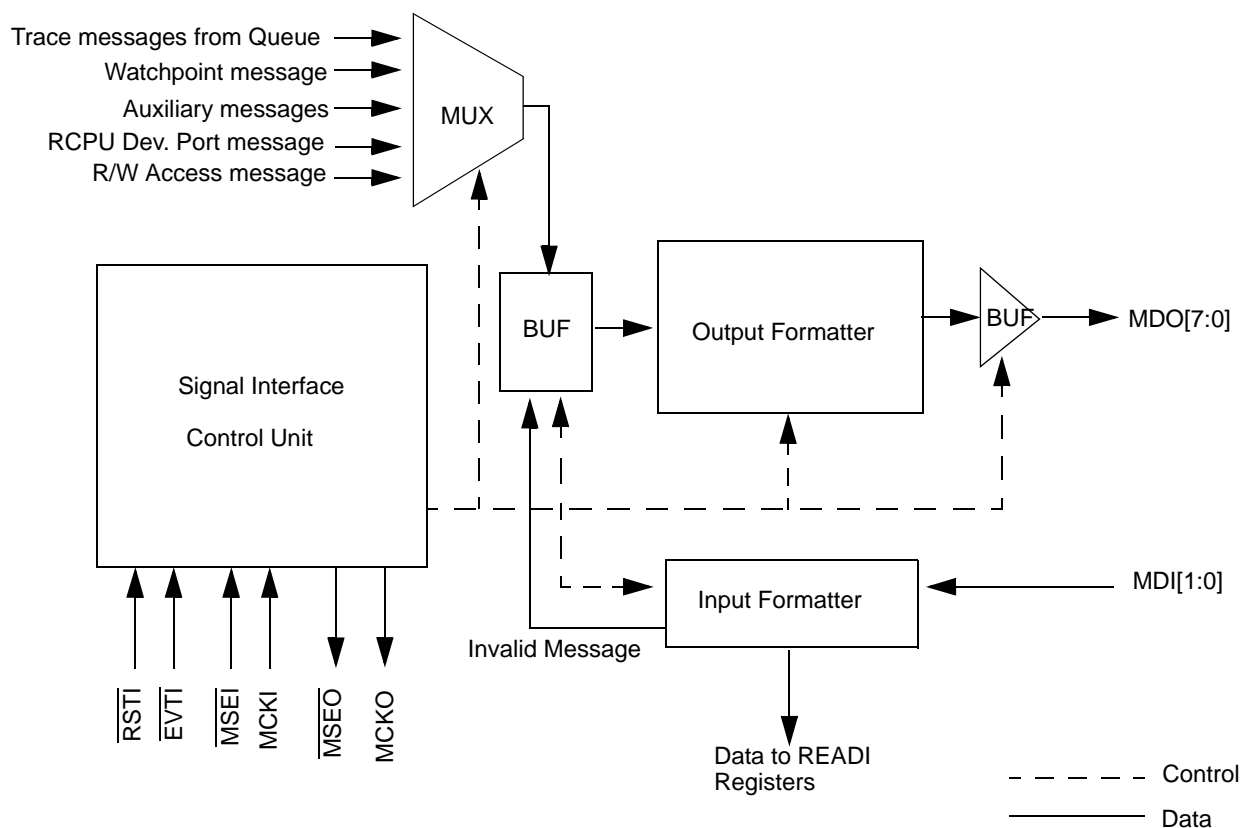 Trace messages from Queue
Watchpoint message
Auxiliary messages
RCPU Dev. Port message
R/W Access message
MUX
BUF
Output Formatter
BUF
MDO[7:0]
Signal Interface
Control Unit
Input Formatter
MDI[1:0]
Invalid Message
RSTI
EVTI
MSEI
MCKI
MSEO
MCKO
Data to READI
Registers
Control
Data